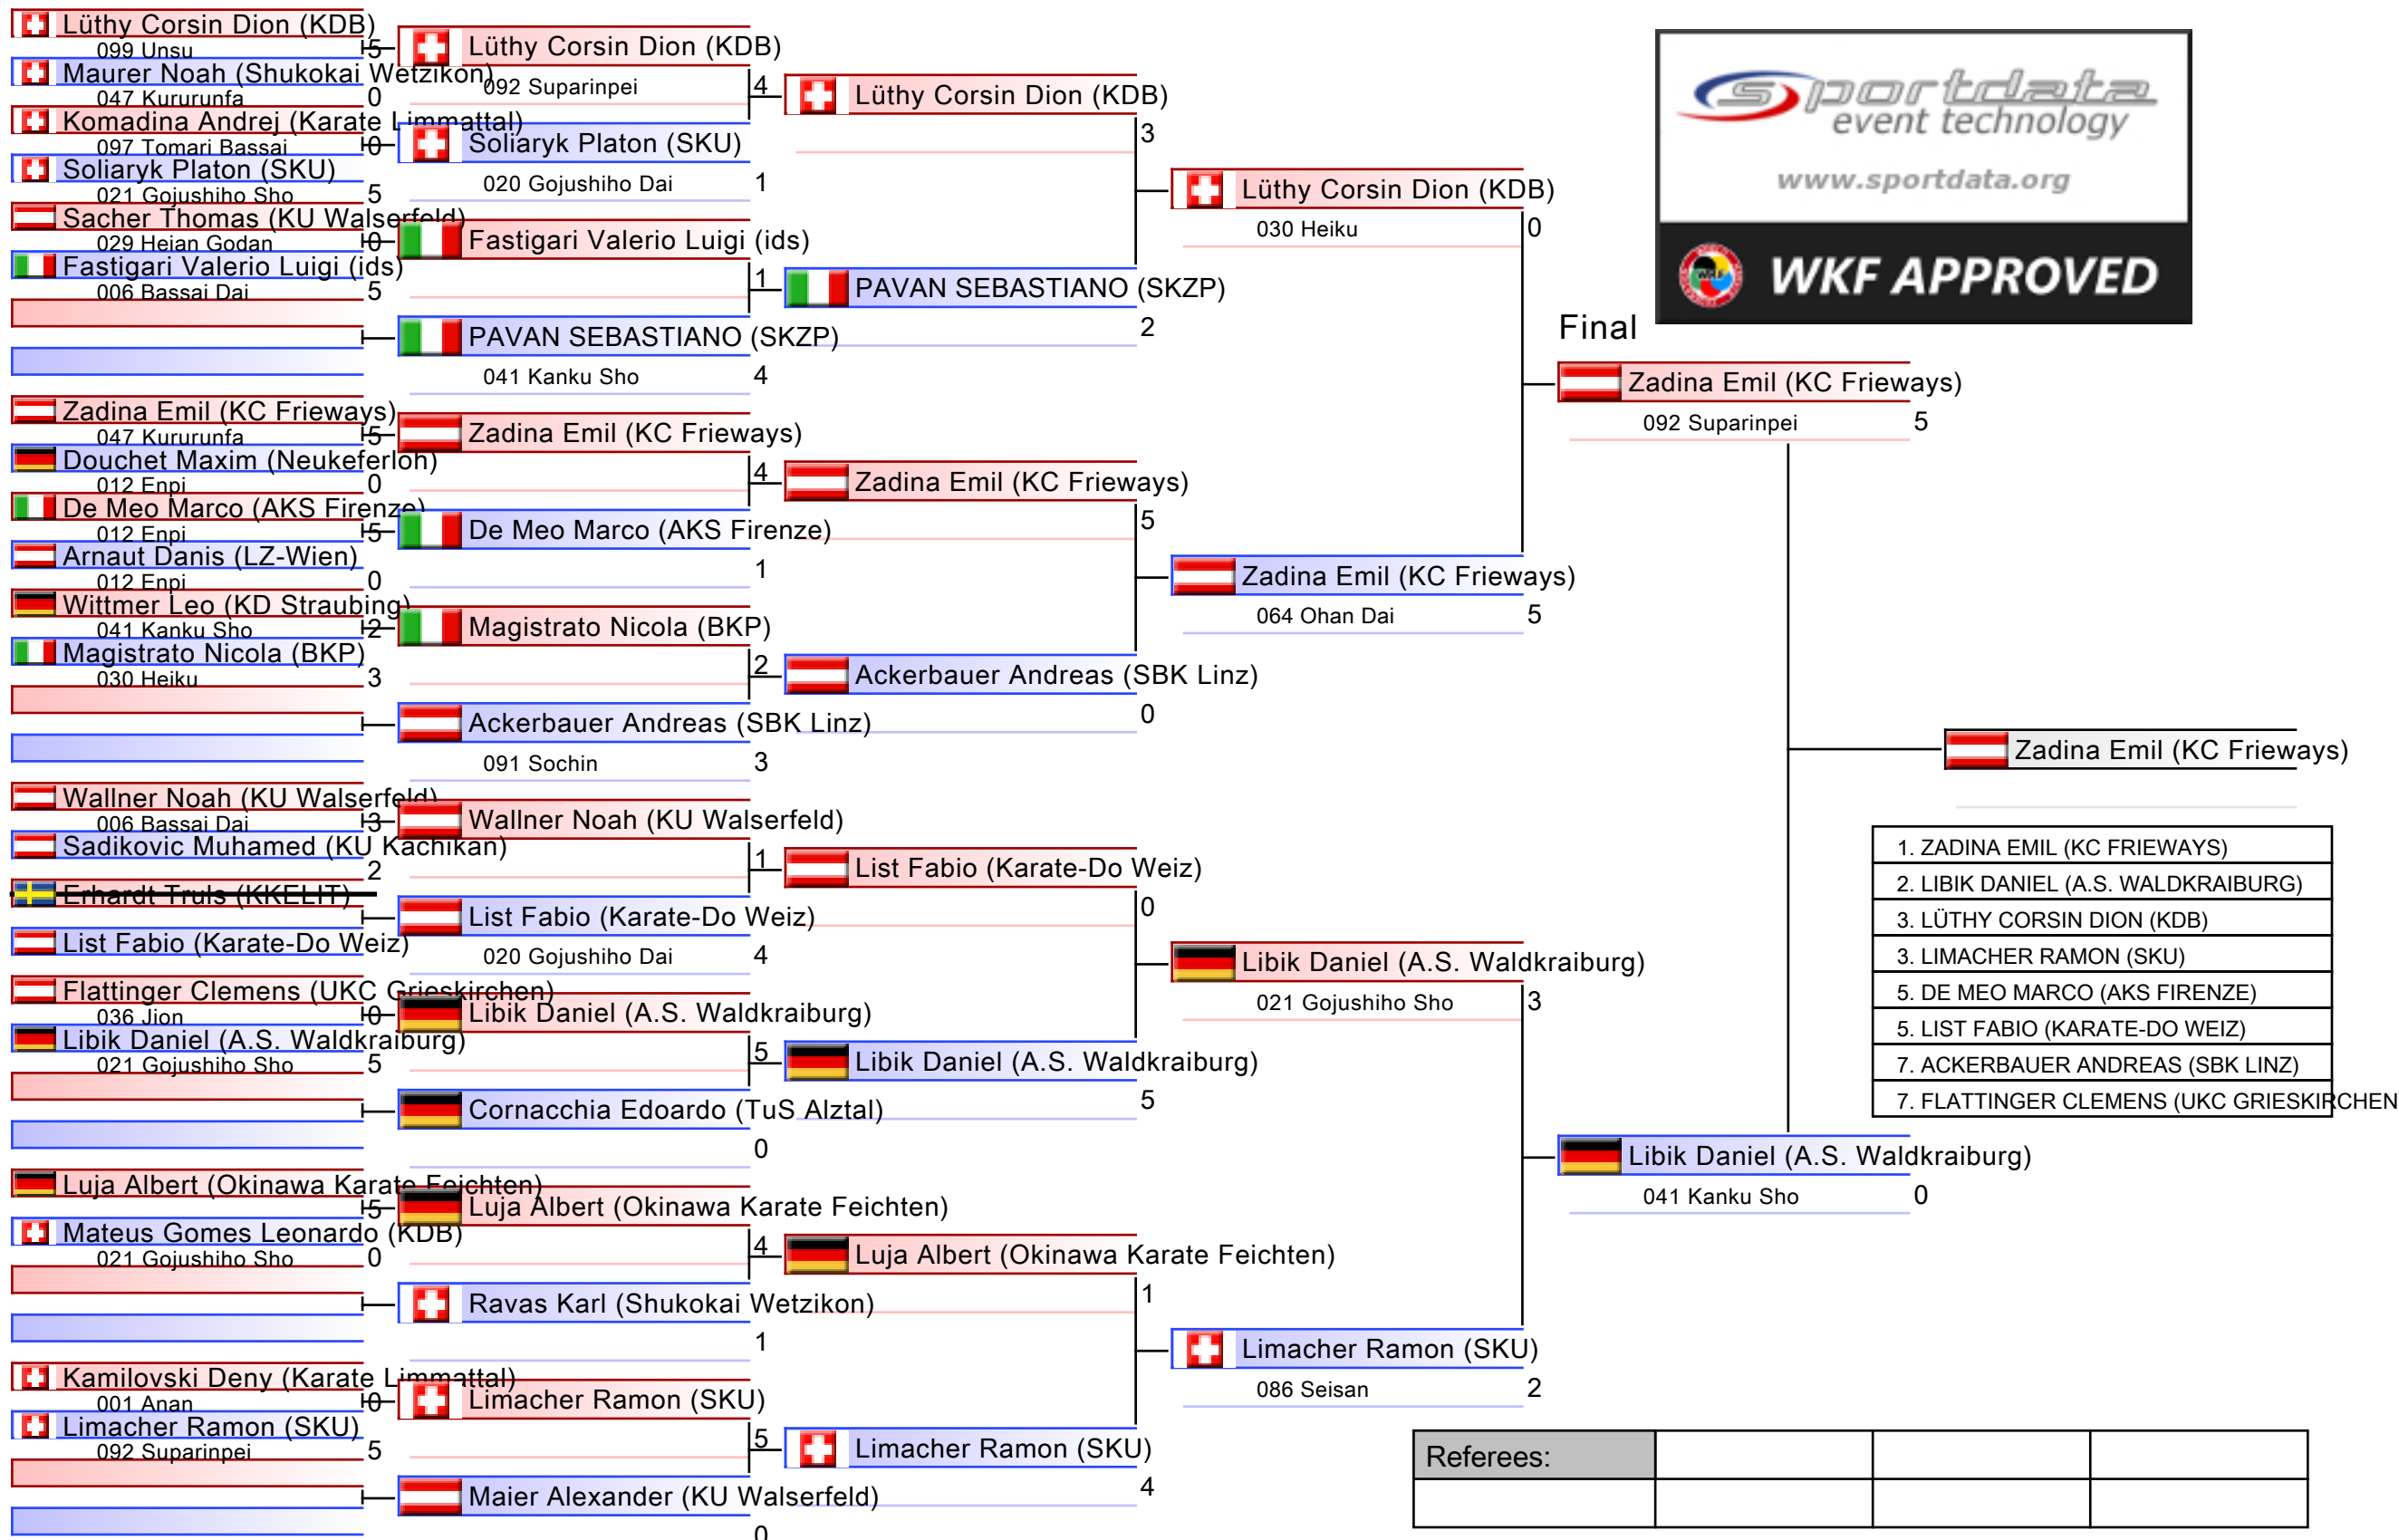 Lüthy Corsin Dion (KDB)
099 Unsu
5
Maurer Noah (Shukokai Wetzikon)
047 Kururunfa
0
Komadina Andrej (Karate Limmattal)
097 Tomari Bassai
0
Soliaryk Platon (SKU)
021 Gojushiho Sho
5
Sacher Thomas (KU Walserfeld)
029 Heian Godan
0
Fastigari Valerio Luigi (ids)
006 Bassai Dai
5
Zadina Emil (KC Frieways)
047 Kururunfa
5
Douchet Maxim (Neukeferloh)
012 Enpi
0
De Meo Marco (AKS Firenze)
012 Enpi
5
Arnaut Danis (LZ-Wien)
012 Enpi
0
Wittmer Leo (KD Straubing)
041 Kanku Sho
2
Magistrato Nicola (BKP)
030 Heiku
3
Wallner Noah (KU Walserfeld)
006 Bassai Dai
3
Sadikovic Muhamed (KU Kachikan)
2
Erhardt Truls (KKELIT)
List Fabio (Karate-Do Weiz)
Flattinger Clemens (UKC Grieskirchen)
036 Jion
0
Libik Daniel (A.S. Waldkraiburg)
021 Gojushiho Sho
5
Luja Albert (Okinawa Karate Feichten)
5
Mateus Gomes Leonardo (KDB)
021 Gojushiho Sho
0
Kamilovski Deny (Karate Limmattal)
001 Anan
0
Limacher Ramon (SKU)
092 Suparinpei
5
Lüthy Corsin Dion (KDB)
092 Suparinpei
4
Soliaryk Platon (SKU)
020 Gojushiho Dai
1
Fastigari Valerio Luigi (ids)
1
PAVAN SEBASTIANO (SKZP)
041 Kanku Sho
4
Zadina Emil (KC Frieways)
4
De Meo Marco (AKS Firenze)
1
Magistrato Nicola (BKP)
2
Ackerbauer Andreas (SBK Linz)
091 Sochin
3
Wallner Noah (KU Walserfeld)
1
List Fabio (Karate-Do Weiz)
020 Gojushiho Dai
4
Libik Daniel (A.S. Waldkraiburg)
5
Cornacchia Edoardo (TuS Alztal)
0
Luja Albert (Okinawa Karate Feichten)
4
Ravas Karl (Shukokai Wetzikon)
1
Limacher Ramon (SKU)
5
Maier Alexander (KU Walserfeld)
0
Lüthy Corsin Dion (KDB)
3
PAVAN SEBASTIANO (SKZP)
2
Zadina Emil (KC Frieways)
5
Ackerbauer Andreas (SBK Linz)
0
List Fabio (Karate-Do Weiz)
0
Libik Daniel (A.S. Waldkraiburg)
5
Luja Albert (Okinawa Karate Feichten)
1
Limacher Ramon (SKU)
4
Lüthy Corsin Dion (KDB)
030 Heiku
0
Zadina Emil (KC Frieways)
064 Ohan Dai
5
Libik Daniel (A.S. Waldkraiburg)
021 Gojushiho Sho
3
Limacher Ramon (SKU)
086 Seisan
2
sportdata
event technology
www.sportdata.org
WKF
WKF APPROVED
Final
Zadina Emil (KC Frieways)
092 Suparinpei
5
Libik Daniel (A.S. Waldkraiburg)
041 Kanku Sho
0
Zadina Emil (KC Frieways)
1. ZADINA EMIL (KC FRIEWAYS)
2. LIBIK DANIEL (A.S. WALDKRAIBURG)
3. LÜTHY CORSIN DION (KDB)
3. LIMACHER RAMON (SKU)
5. DE MEO MARCO (AKS FIRENZE)
5. LIST FABIO (KARATE-DO WEIZ)
7. ACKERBAUER ANDREAS (SBK LINZ)
7. FLATTINGER CLEMENS (UKC GRIESKIRCHEN
Referees: